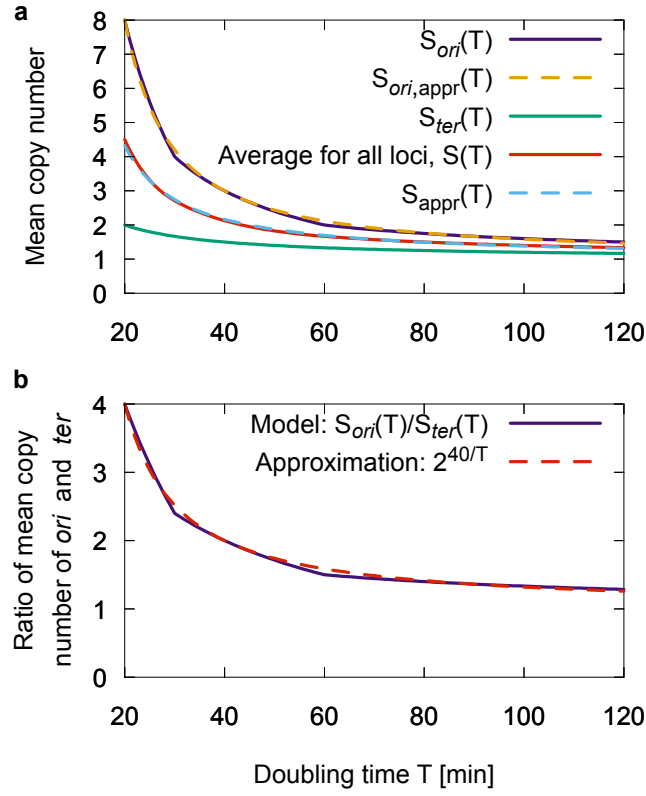 a
Mean copy number
8
7
6
5
4
3
2
1
0
S_ori(T)
S_ori,appr(T)
S_ter(T)
Average for all loci, S(T)
S_appr(T)
20 40 60 80 100 120
b
Ratio of mean copy
number of ori and ter
4
3
2
1
0
Model: S_ori(T)/S_ter(T)
Approximation: 2^40/T
20 40 60 80 100 120
Doubling time T [min]